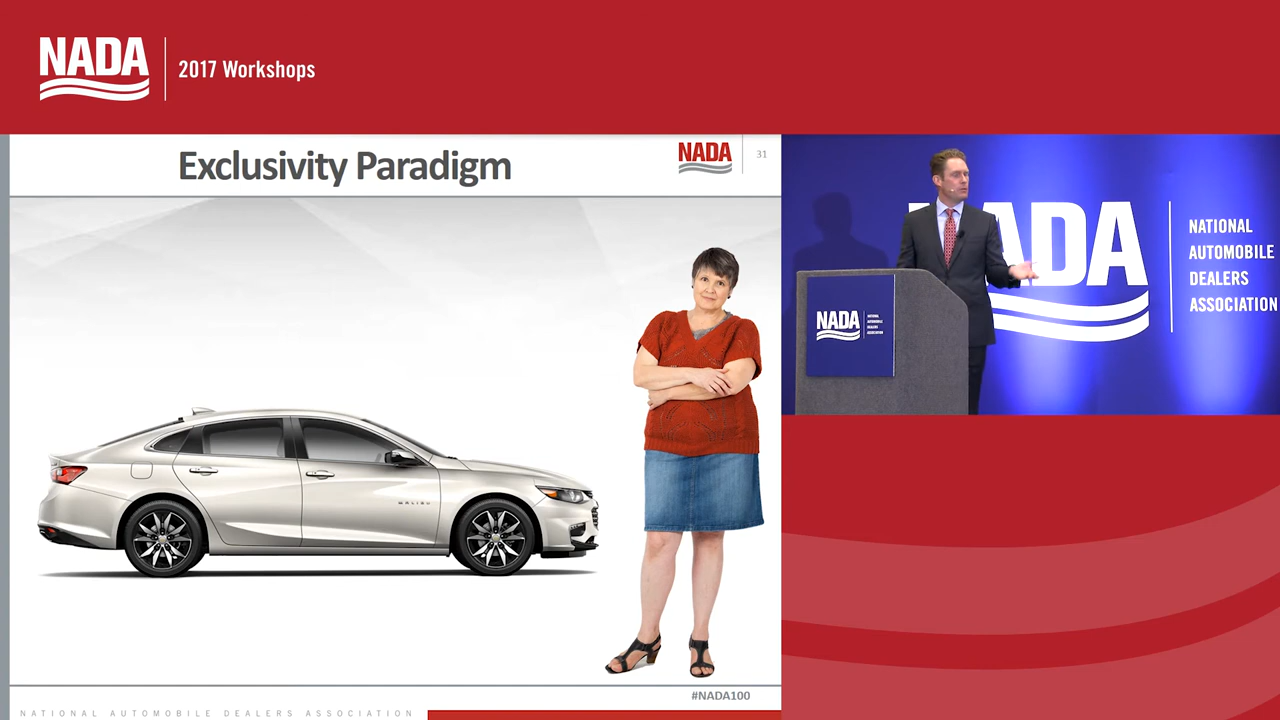 NADA
2017 Workshops
Exclusivity Paradigm
NADA
31
MALIBU
#NADA100
NATIONAL AUTOMOBILE DEALERS ASSOCIATION
NADA
NATIONAL
AUTOMOBILE
DEALERS
ASSOCIATION
NADA
NATIONAL
AUTOMOBILE
DEALERS
ASSOCIATION